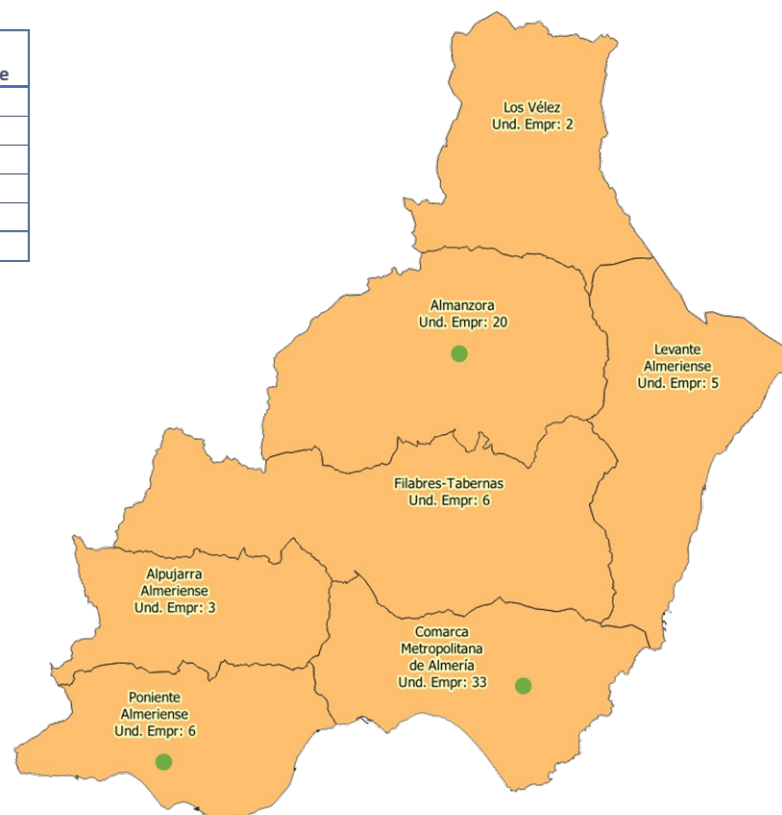 e
Los Vélez
Und. Empr: 2
Almanzora
Und. Empr: 20
Levante
Almeriense
Und. Empr: 5
Filabres-Tabernas
Und. Empr: 6
Alpujarra
Almeriense
Und. Empr: 3
Comarca
Metropolitana
de Almería
Und. Empr: 33
Poniente
Almeriense
Und. Empr: 6